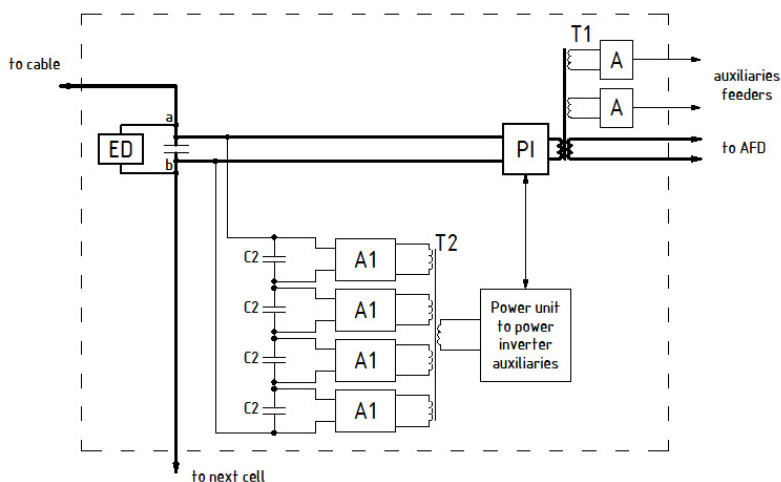 T1
A
to cable
auxiliaries
feeders
a
A
ED
PI
to AFD
b
T2
C2
A1
C2
A1
Power unit
to power
inverter
auxiliaries
C2
A1
C2
A1
to next cell